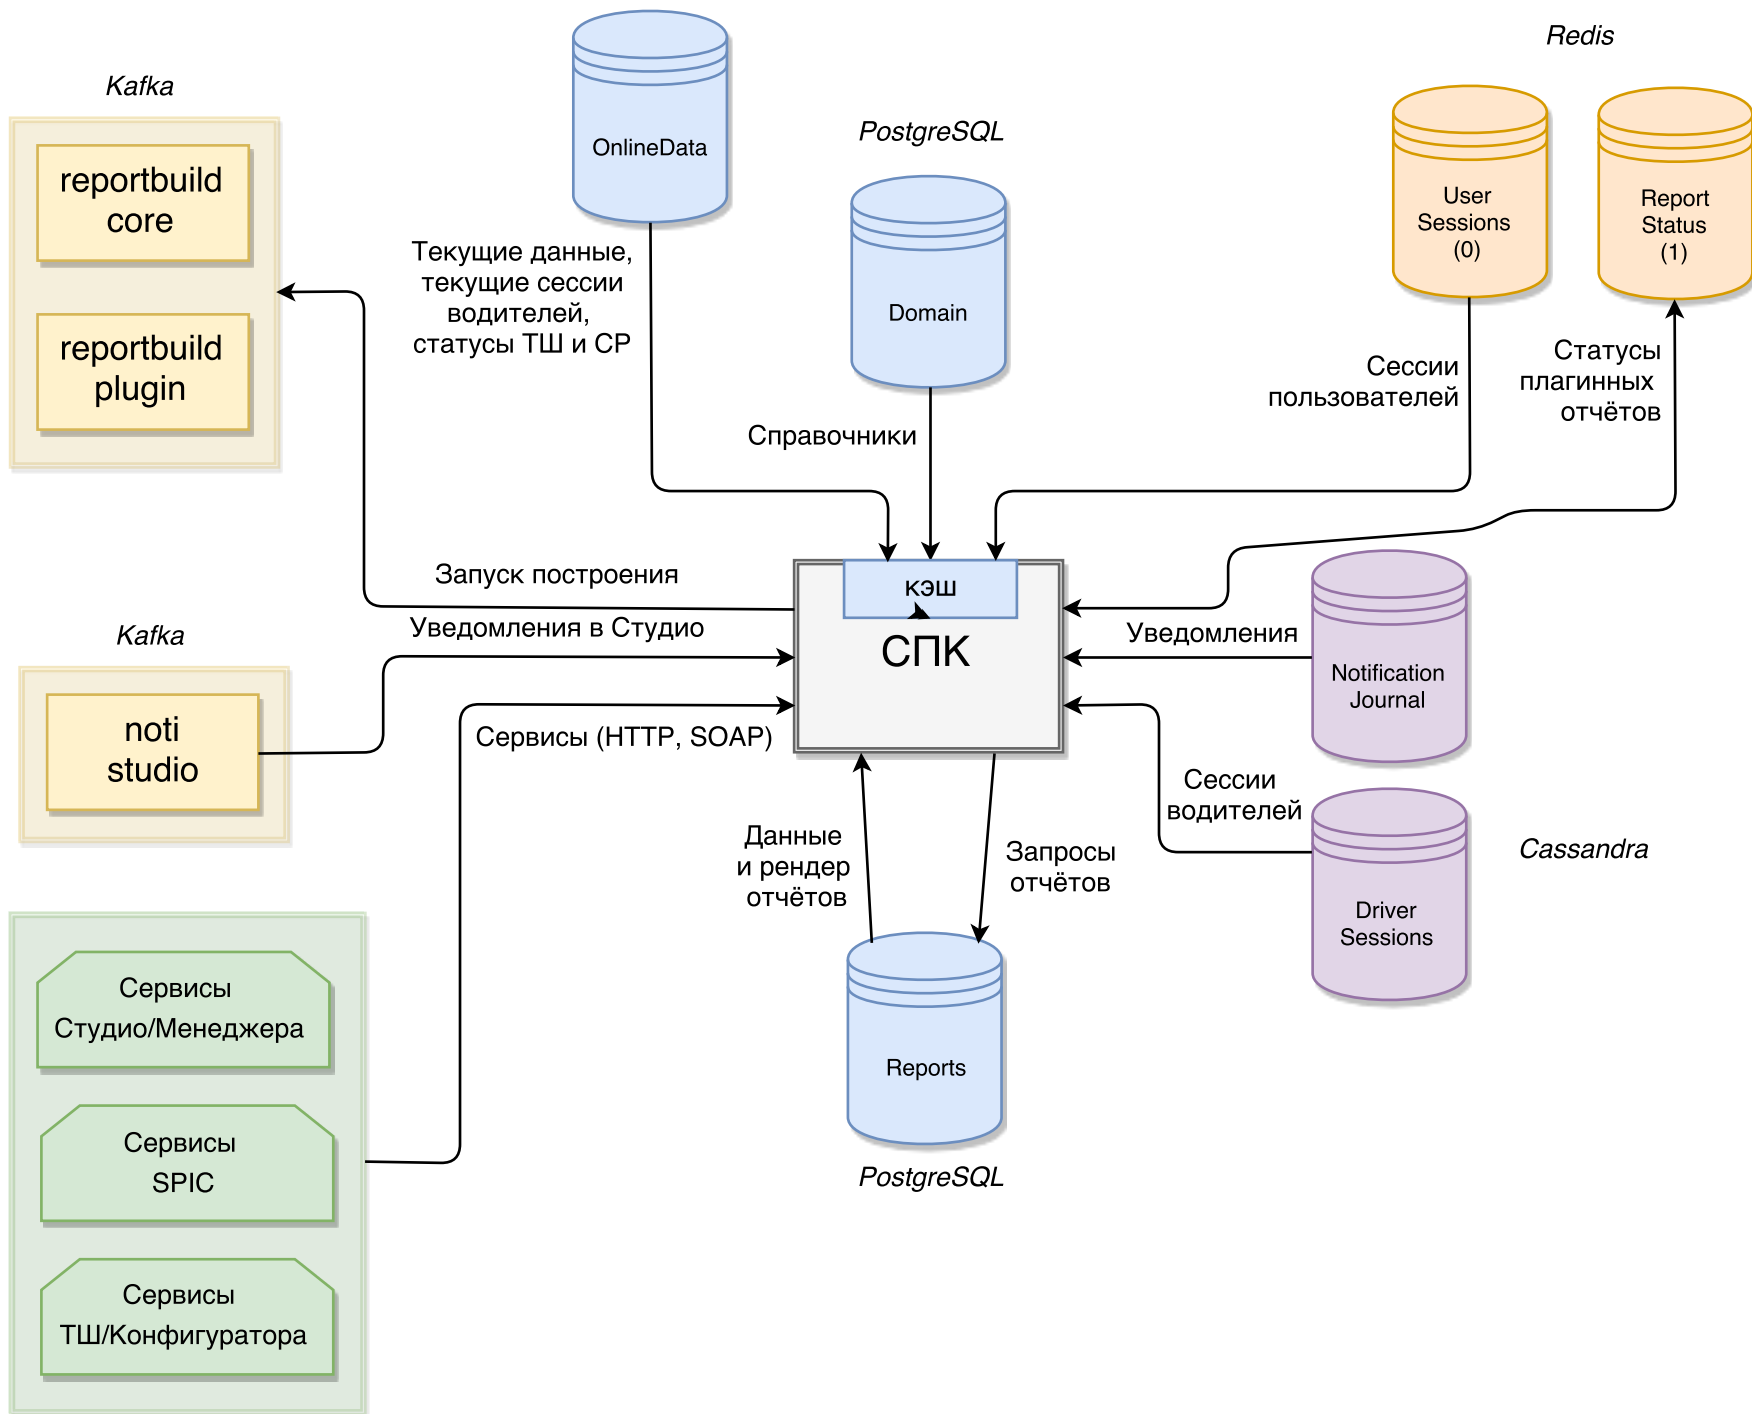 Redis
Kafka
OnlineData
PostgreSQL
reportbuild
core
User
Sessions
(0)
Report
Status
(1)
Текущие данные,
текущие сессии
водителей,
статусы ТШ и СР
Domain
reportbuild
plugin
Сессии
пользователей
Статусы
плагинных
отчётов
Справочники
Запуск построения
кэш
СПК
Уведомления в Студио
Kafka
Уведомления
Notification
Journal
noti
studio
Сервисы (HTTP, SOAP)
Сессии
водителей
Данные
и рендер
отчётов
Запросы
отчётов
Cassandra
Driver
Sessions
Сервисы
Студио/Менеджера
Reports
Сервисы
SPIC
PostgreSQL
Сервисы
ТШ/Конфигуратора